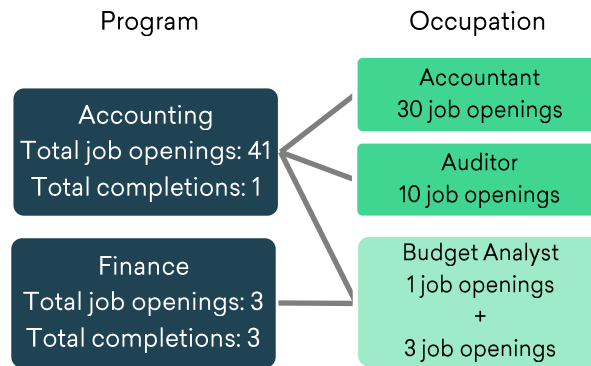 Program
Accounting
Total job openings: 41
Total completions: 1
Finance
Total job openings: 3
Total completions: 3
Occupation
Accountant
30 job openings
Auditor
10 job openings
Budget Analyst
1 job openings
+
3 job openings